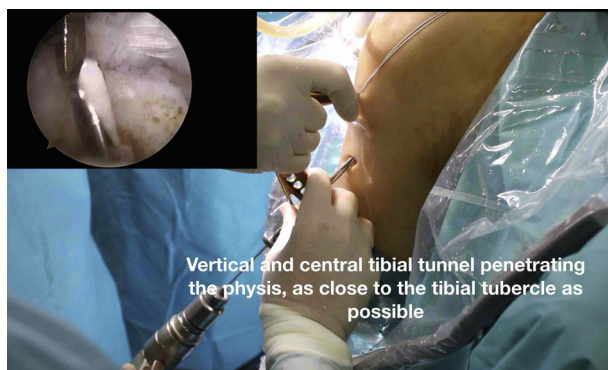 Vertical and central tibial tunnel penetrating
the physis, as close to the tibial tubercle as
possible